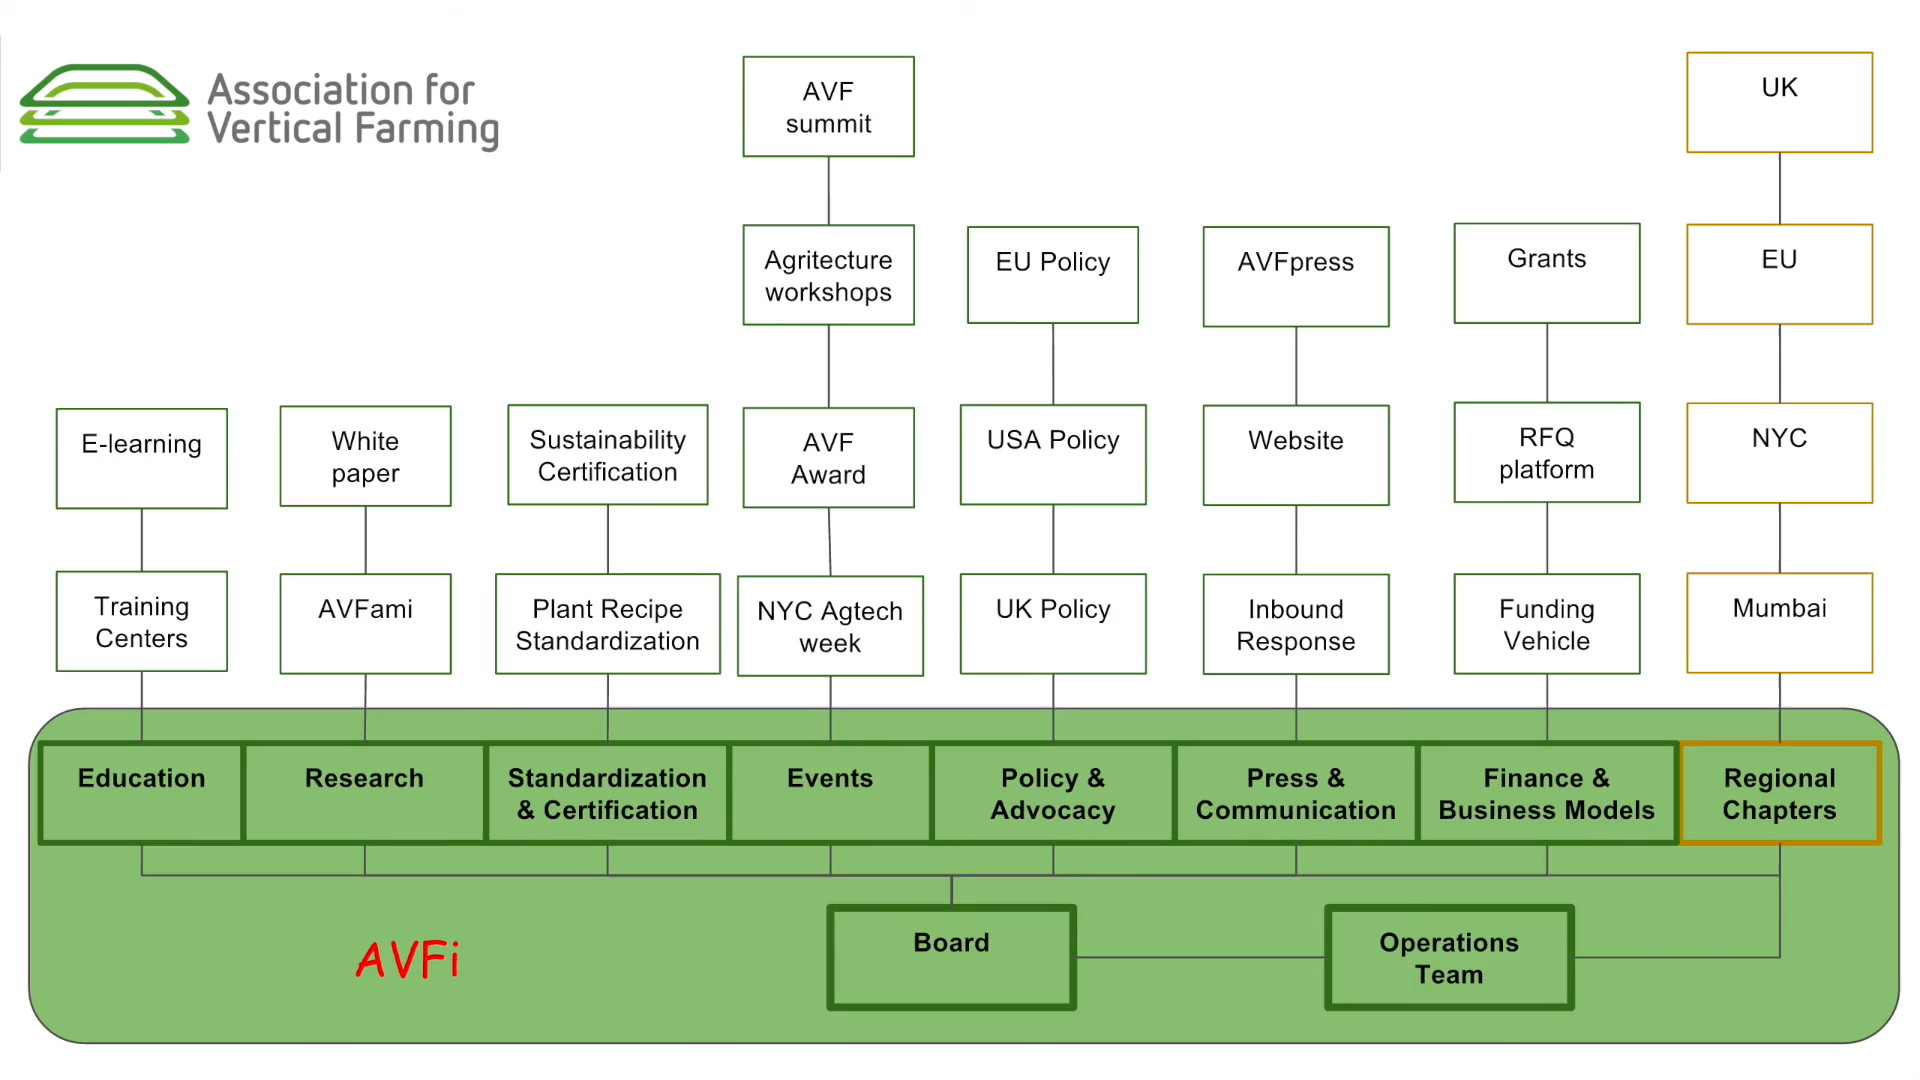 Association for
Vertical Farming
AVF
summit
UK
Agritecture
workshops
EU Policy
AVFpress
Grants
EU
E-learning
White
paper
Sustainability
Certification
AVF
Award
USA Policy
Website
RFQ
platform
NYC
Training
Centers
AVFami
Plant Recipe
Standardization
NYC Agtech
week
UK Policy
Inbound
Response
Funding
Vehicle
Mumbai
Education
Research
Standardization
& Certification
Events
Policy &
Advocacy
Press &
Communication
Finance &
Business Models
Regional
Chapters
AVFi
Board
Operations
Team